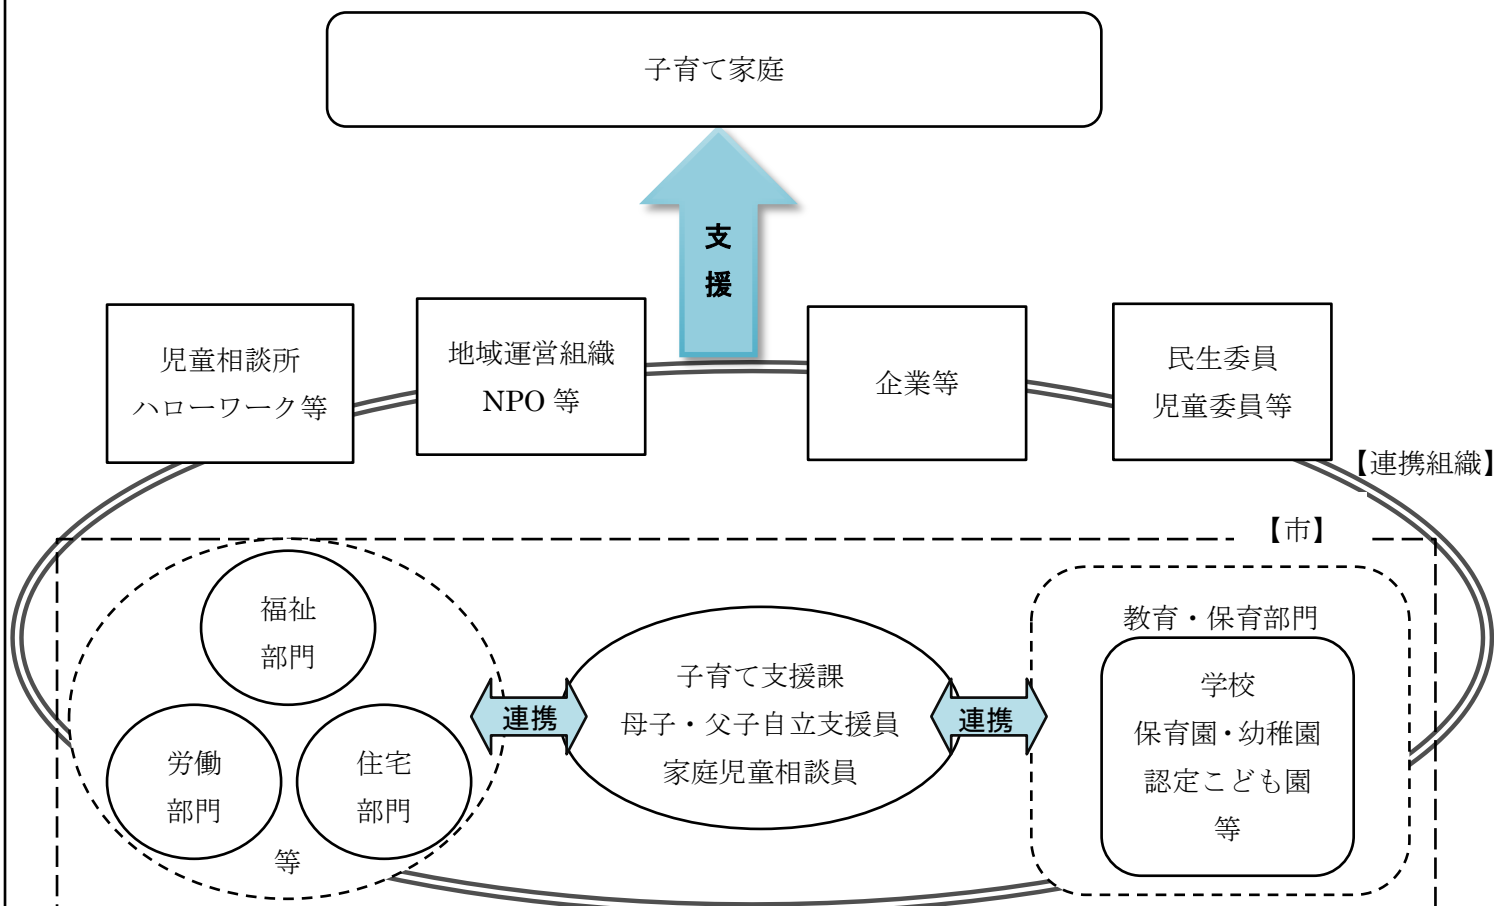 子育て家庭
支
援
児童相談所
ハローワーク等
地域運営組織
NPO 等
企業等
民生委員
児童委員等
【連携組織】
【市】
福祉
部門
労働
部門
住宅
部門
等
連携
子育て支援課
母子・父子自立支援員
家庭児童相談員
連携
教育・保育部門
学校
保育園・幼稚園
認定こども園
等